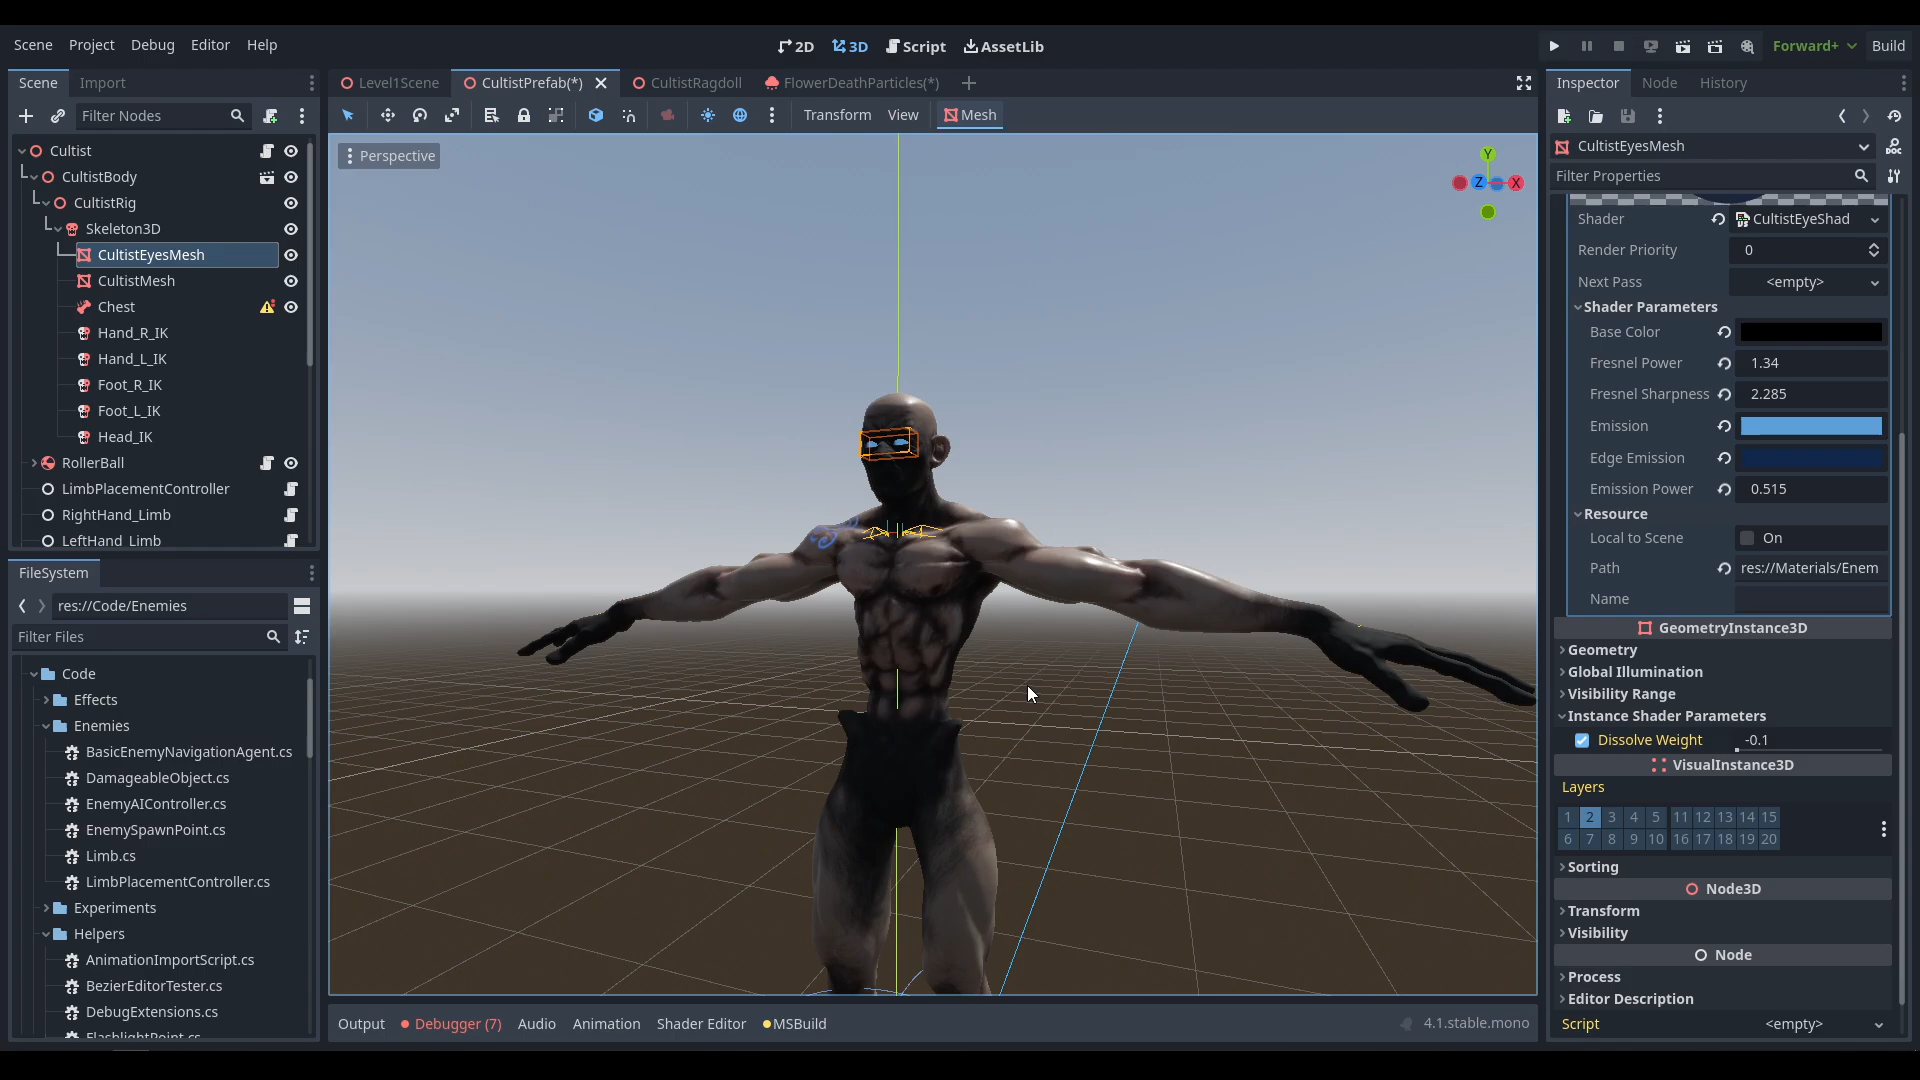 Scene Project Debug Editor Help
2D 3D Script AssetLib
Forward+ Build
Scene Import
Filter Nodes
Cultist
CultistBody
CultistRig
Skeleton3D
CultistEyesMesh
CultistMesh
Chest
Hand_R_IK
Hand_L_IK
Foot_R_IK
Foot_L_IK
Head_IK
RollerBall
LimbPlacementController
RightHand_Limb
LeftHand_Limb
FileSystem
res://Code/Enemies
Filter Files
Code
Effects
Enemies
BasicEnemyNavigationAgent.cs
DamageableObject.cs
EnemyAIController.cs
EnemySpawnPoint.cs
Limb.cs
LimbPlacementController.cs
Experiments
Helpers
AnimationImportScript.cs
BezierEditorTester.cs
DebugExtensions.cs
FlashlightPoint.cs
Level1Scene CultistPrefab(*) CultistRagdoll FlowerDeathParticles(*)
Transform View Mesh
Perspective
Y
Z X
Output Debugger (7) Audio Animation Shader Editor MSBuild 4.1.stable.mono
Inspector Node History
CultistEyesMesh
DOC
Filter Properties
Shader CultistEyeShad
Render Priority 0
Next Pass <empty>
Shader Parameters
Base Color
Fresnel Power 1.34
Fresnel Sharpness 2.285
Emission
Edge Emission
Emission Power 0.515
Resource
Local to Scene On
Path res://Materials/Enem
Name
GeometryInstance3D
Geometry
Global Illumination
Visibility Range
Instance Shader Parameters
Dissolve Weight -0.1
VisualInstance3D
Layers
1 2 3 4 5 11 12 13 14 15
6 7 8 9 10 16 17 18 19 20
Sorting
Node3D
Transform
Visibility
Node
Process
Editor Description
Script <empty>